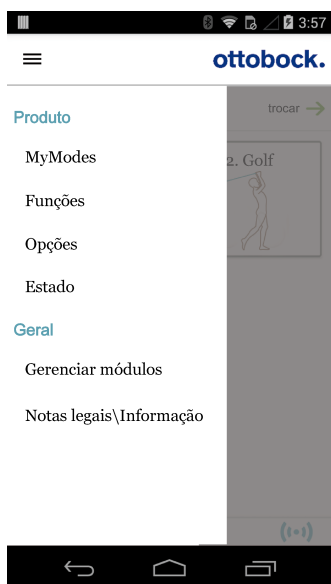 3:57
ottobock.
Produto
trocar
MyModes
2. Golf
Funções
Opções
Estado
Geral
Gerenciar módulos
Notas legais\Informação